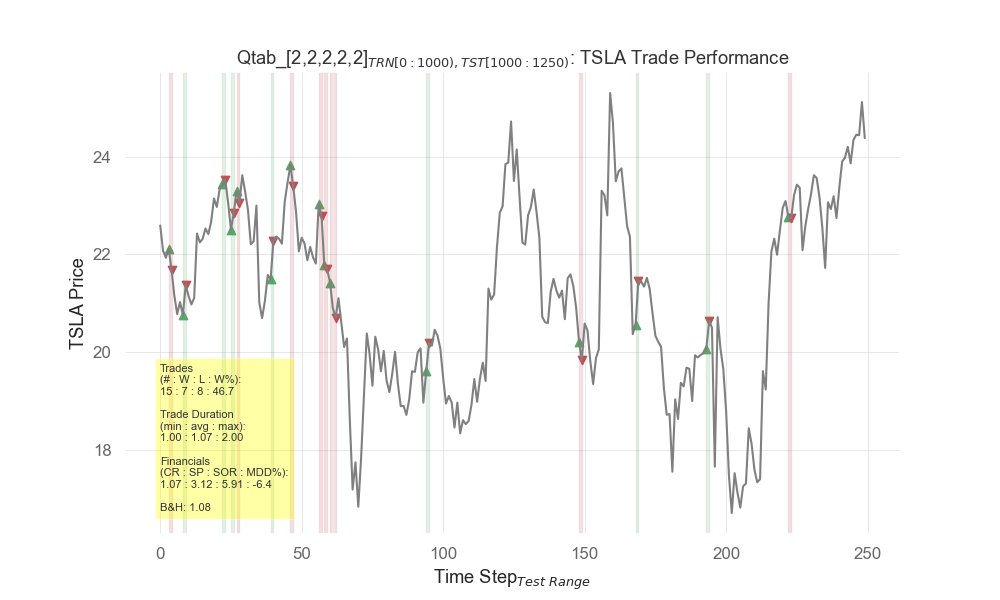 Qtab_[2,2,2,2,2]TRN[0 : 1000), TST[1000 : 1250): TSLA Trade Performance
TSLA Price
24
22
20
18
Trades
(# : W : L : W%):
15 : 7 : 8 : 46.7
Trade Duration
(min : avg : max):
1.00 : 1.07 : 2.00
Financials
(CR : SP : SOR : MDD%):
1.07 : 3.12 : 5.91 : -6.4
B&H: 1.08
0 50 100 150 200 250
Time StepTest Range